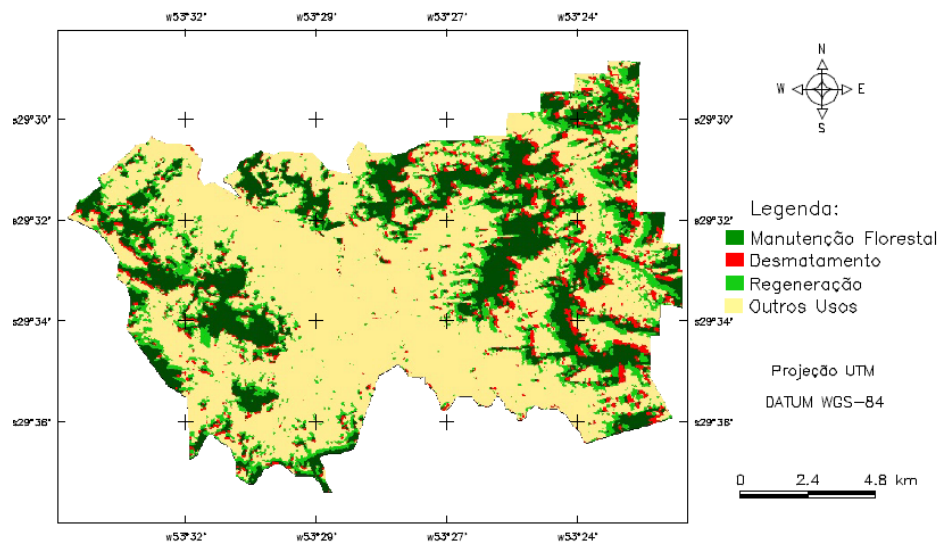 w53°32' w53°29' w53°27' w53°24'
N
W E
S
s29°30' s29°30'
s29°32' s29°32'
s29°34' s29°34'
s29°36' s29°36'
w53°32' w53°29' w53°27' w53°24'
Legenda:
Manutenção Florestal
Desmatamento
Regeneração
Outros Usos
Projeção UTM
DATUM WGS-84
0 2.4 4.8 km